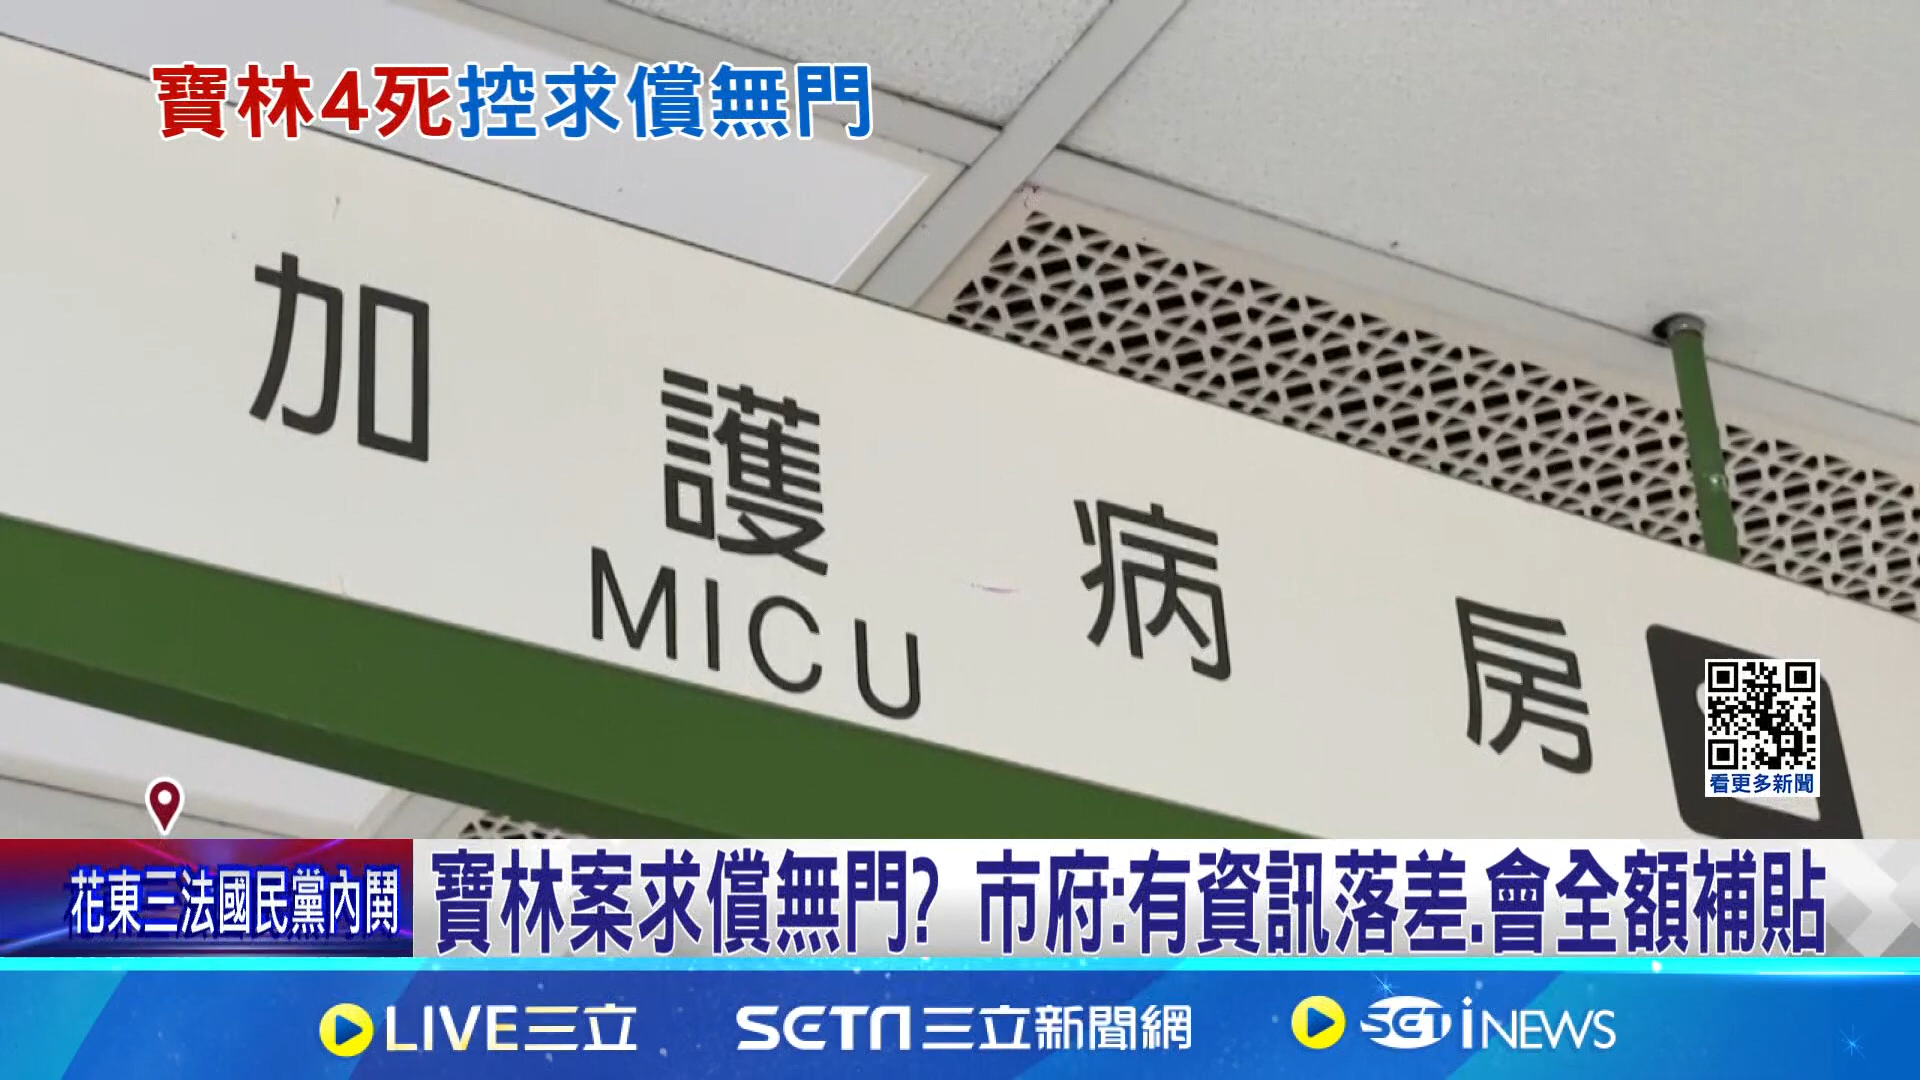 寶林4死控求償無門
加護病房
MICU
看更多新聞
花東三法國民黨內鬨
寶林案求償無門? 市府:有資訊落差.會全額補貼
LIVE三立
SETN三立新聞網
SET iNEWS